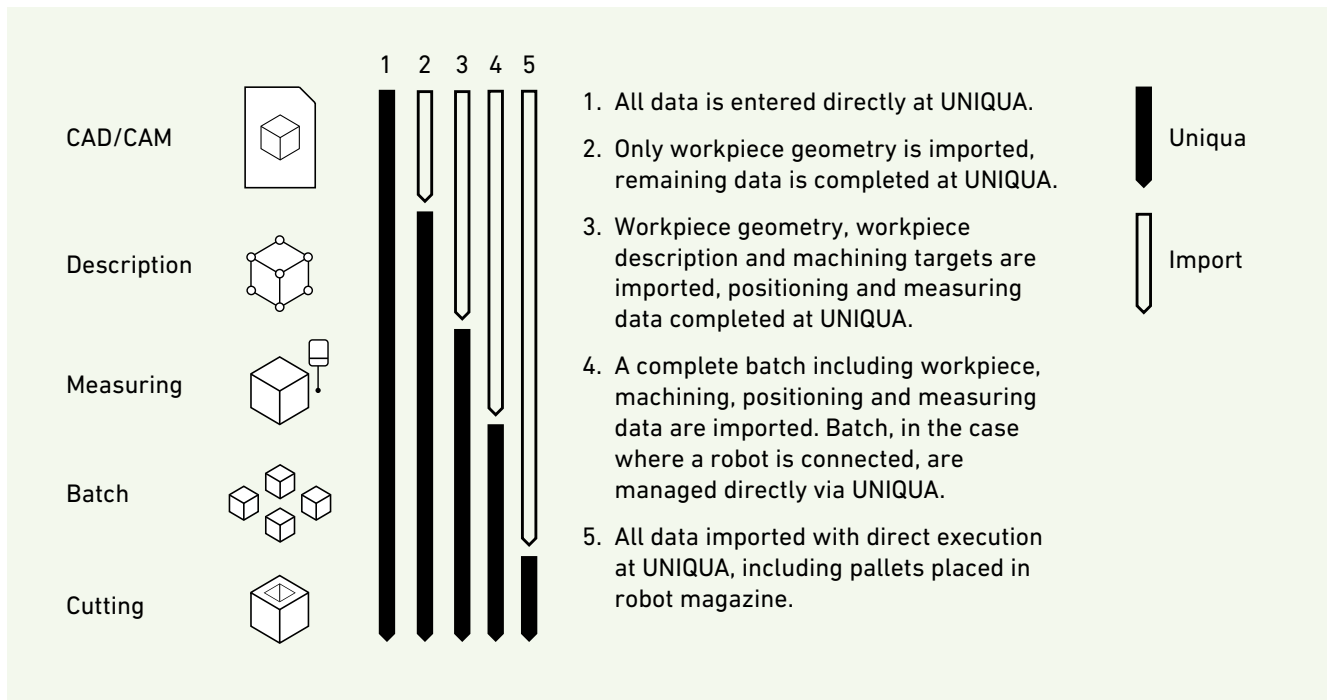 1 2 3 4 5
CAD/CAM
Description
Measuring
Batch
Cutting
1. All data is entered directly at UNIQUA.
2. Only workpiece geometry is imported,
remaining data is completed at UNIQUA.
3. Workpiece geometry, workpiece
description and machining targets are
imported, positioning and measuring
data completed at UNIQUA.
4. A complete batch including workpiece,
machining, positioning and measuring
data are imported. Batch, in the case
where a robot is connected, are
managed directly via UNIQUA.
5. All data imported with direct execution
at UNIQUA, including pallets placed in
robot magazine.
Uniqua
Import